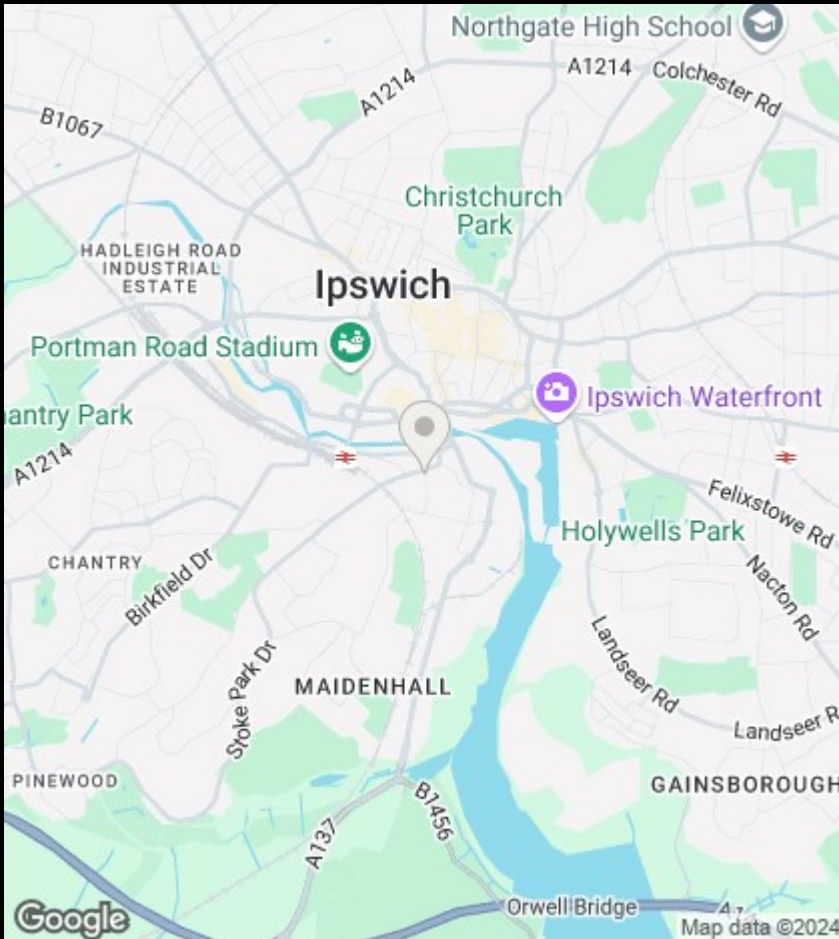 Northgate High School
A1214
Colchester Rd
A1214
B1067
Christchurch
Park
HADLEIGH ROAD
INDUSTRIAL
ESTATE
Ipswich
Portman Road Stadium
Ipswich Waterfront
antry Park
A1214
Felixstowe Rd
Holywells Park
CHANTRY
Birkfield Dr
Nacton Rd
Landseer Rd
Stoke Park Dr
MAIDENHALL
Landseer R
PINEWOOD
GAINSBOROUGH
B1456
A137
Orwell Bridge
A14
Google
Map data ©2024